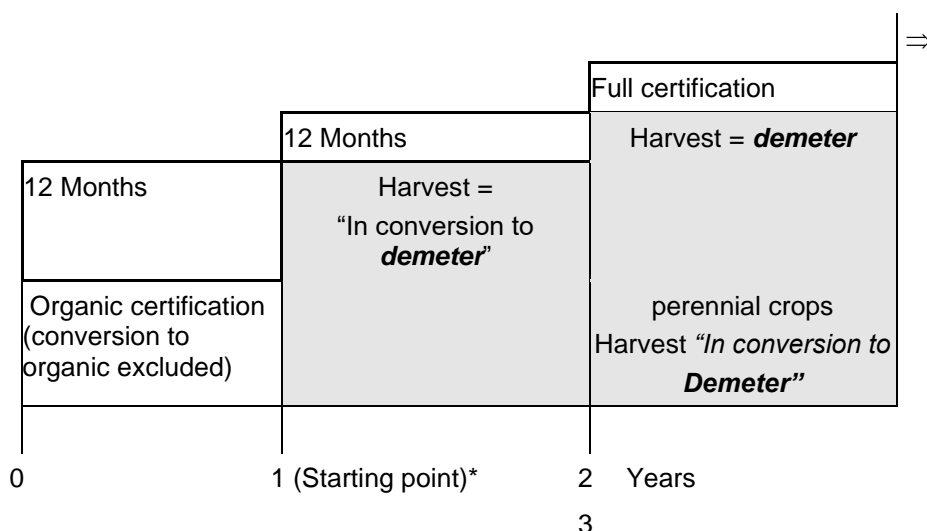 ⇒
Full certification
12 Months
Harvest = demeter
12 Months
Harvest =
“In conversion to
demeter”
Organic certification
(conversion to
organic excluded)
perennial crops
Harvest “In conversion to
Demeter”
0
1 (Starting point)*
2 Years
3